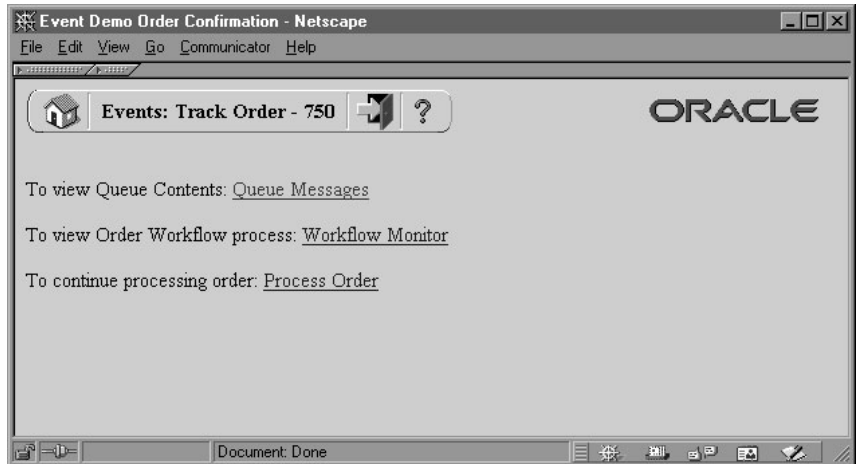 Event Demo Order Confirmation - Netscape
File Edit View Go Communicator Help
Events: Track Order - 750 ?
ORACLE
To view Queue Contents: Queue Messages
To view Order Workflow process: Workflow Monitor
To continue processing order: Process Order
Document: Done